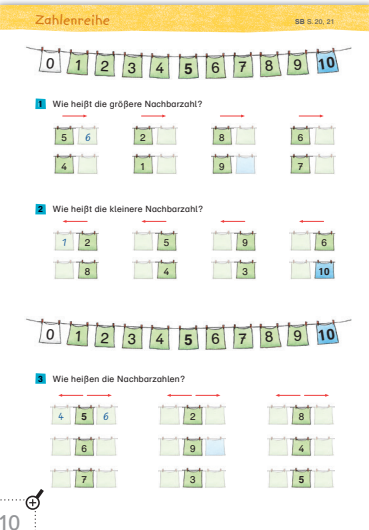 Zahlenreihe SB S. 20, 21
0 1 2 3 4 5 6 7 8 9 10
1 Wie heißt die größere Nachbarzahl?
5 6 2 8 6
4 1 9 7
2 Wie heißt die kleinere Nachbarzahl?
1 2 5 9 6
8 4 3 10
0 1 2 3 4 5 6 7 8 9 10
3 Wie heißen die Nachbarzahlen?
4 5 6 2 8
6 9 4
7 3 5
10